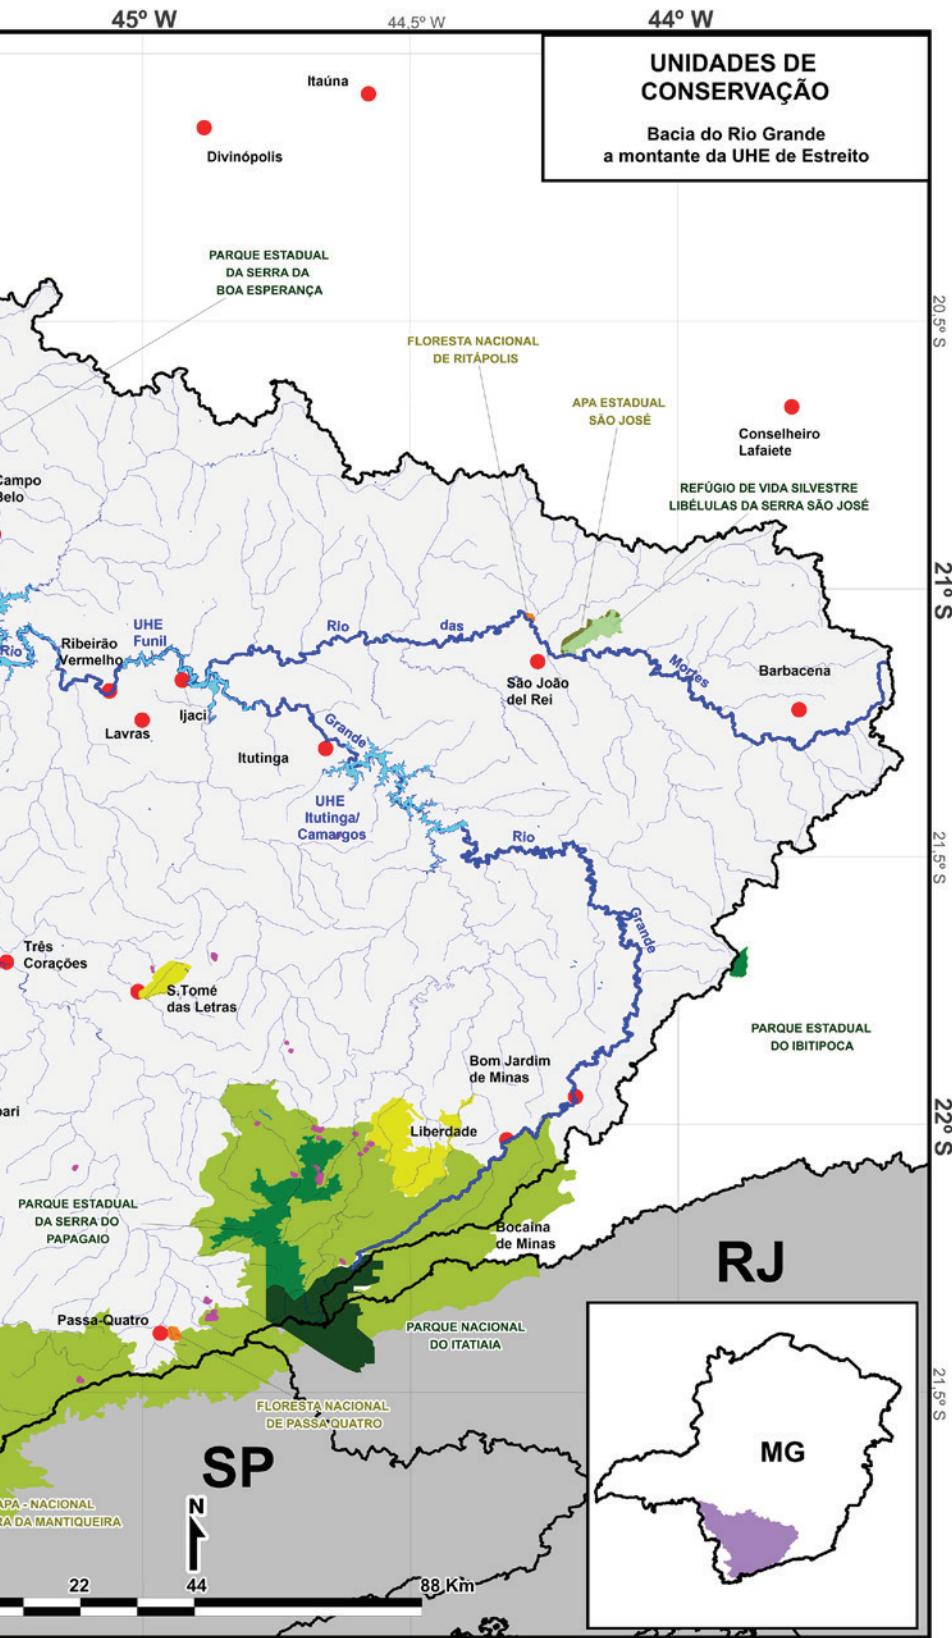 45º W
44,5º W
44º W
UNIDADES DE
CONSERVAÇÃO
Bacia do Rio Grande
a montante da UHE de Estreito
Itaúna
Divinópolis
PARQUE ESTADUAL
DA SERRA DA
BOA ESPERANÇA
20,5º S
FLORESTA NACIONAL
DE RITÁPOLIS
APA ESTADUAL
SÃO JOSÉ
Conselheiro
Lafaiete
Campo
Belo
REFÚGIO DE VIDA SILVESTRE
LIBÉLULAS DA SERRA SÃO JOSÉ
21º S
UHE
Funil
Rio
das
Mortes
Rio
Ribeirão
Vermelho
Barbacena
São João
del Rei
Ijaci
Lavras
Grande
Itutinga
UHE
Itutinga/
Camargos
Rio
21,5º S
Grande
Três
Corações
S.Tomé
das Letras
PARQUE ESTADUAL
DO IBITIPOCA
Bom Jardim
de Minas
pari
Liberdade
22º S
PARQUE ESTADUAL
DA SERRA DO
PAPAGAIO
Bocaina
de Minas
RJ
Passa-Quatro
PARQUE NACIONAL
DO ITATIAIA
21,5º S
FLORESTA NACIONAL
DE PASSA QUATRO
SP
MG
APA - NACIONAL
RA DA MANTIQUEIRA
N
22
44
88 Km